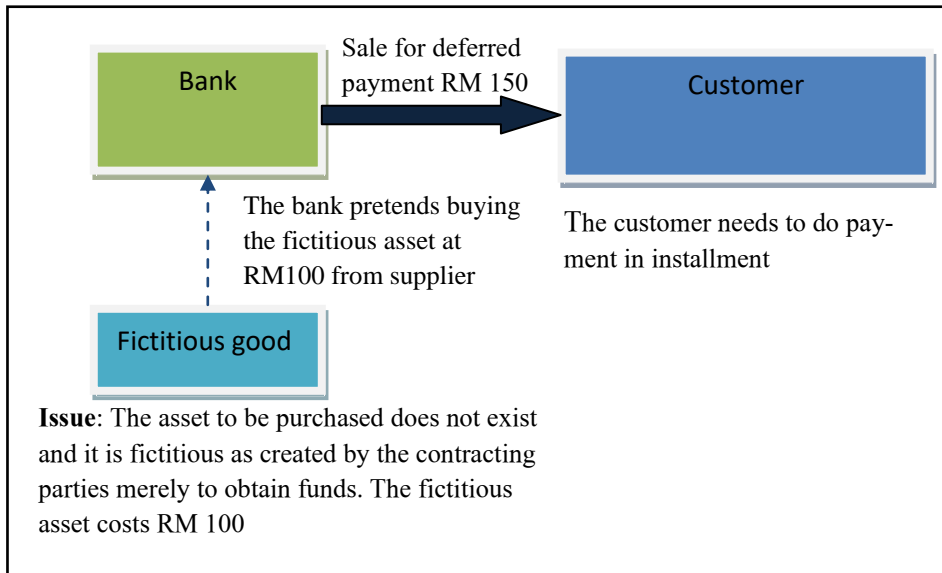 Bank
Sale for deferred
payment RM 150
Customer
The bank pretends buying
the fictitious asset at
RM100 from supplier
The customer needs to do pay-
ment in installment
Fictitious good
Issue: The asset to be purchased does not exist
and it is fictitious as created by the contracting
parties merely to obtain funds. The fictitious
asset costs RM 100